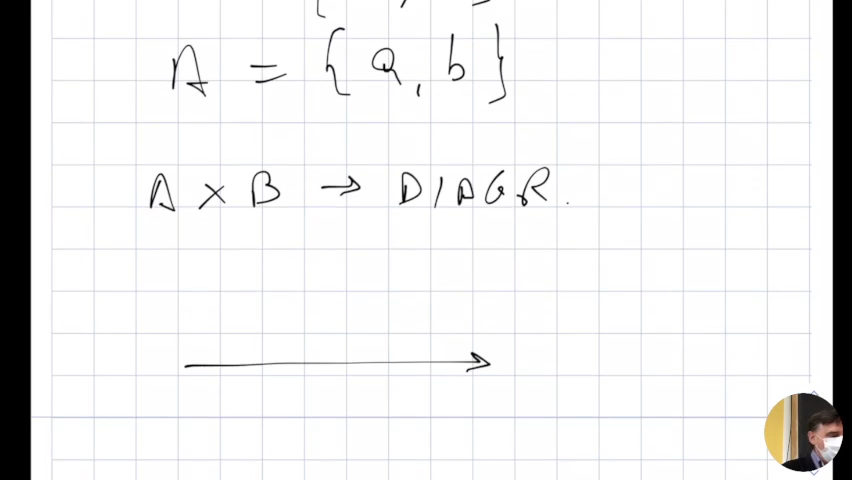 A = { a, b }
A × B → DIAGR.